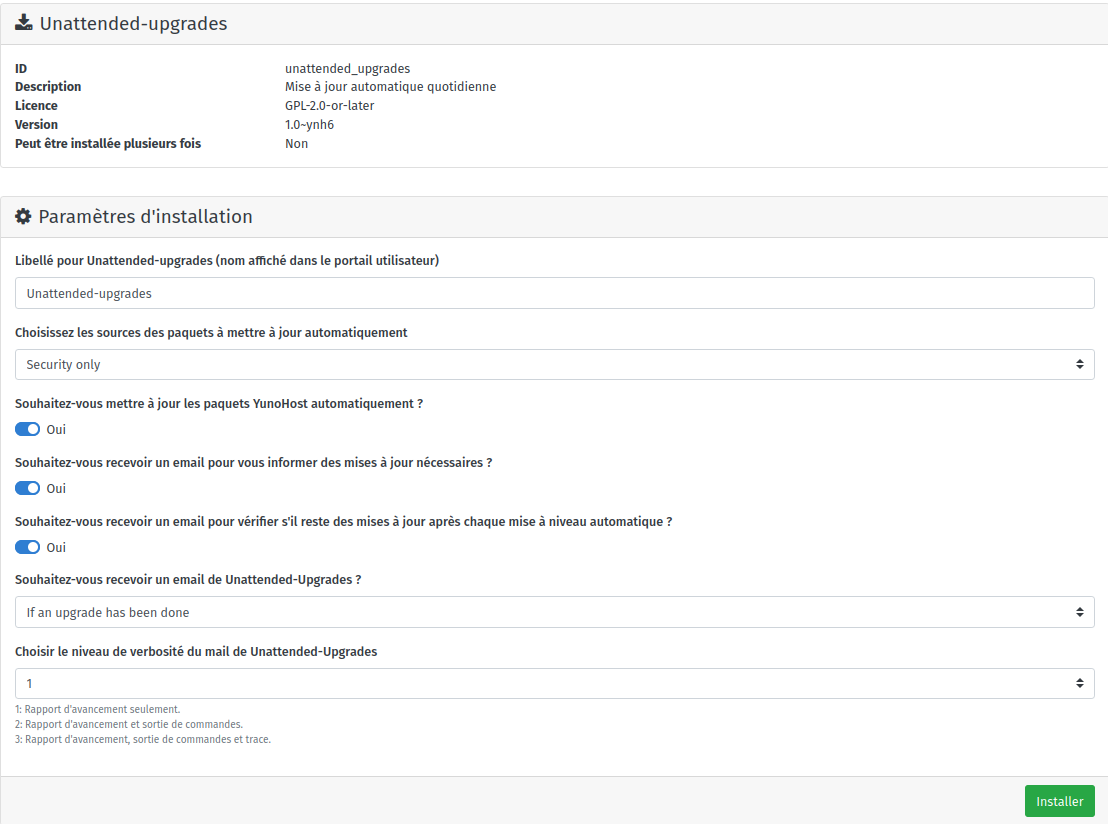 Unattended-upgrades
ID unattended_upgrades
Description Mise à jour automatique quotidienne
Licence GPL-2.0-or-later
Version 1.0~ynh6
Peut être installée plusieurs fois Non
Paramètres d'installation
Libellé pour Unattended-upgrades (nom affiché dans le portail utilisateur)
Unattended-upgrades
Choisissez les sources des paquets à mettre à jour automatiquement
Security only
Souhaitez-vous mettre à jour les paquets YunoHost automatiquement ?
Oui
Souhaitez-vous recevoir un email pour vous informer des mises à jour nécessaires ?
Oui
Souhaitez-vous recevoir un email pour vérifier s'il reste des mises à jour après chaque mise à niveau automatique ?
Oui
Souhaitez-vous recevoir un email de Unattended-Upgrades ?
If an upgrade has been done
Choisir le niveau de verbosité du mail de Unattended-Upgrades
1
1: Rapport d'avancement seulement.
2: Rapport d'avancement et sortie de commandes.
3: Rapport d'avancement, sortie de commandes et trace.
Installer